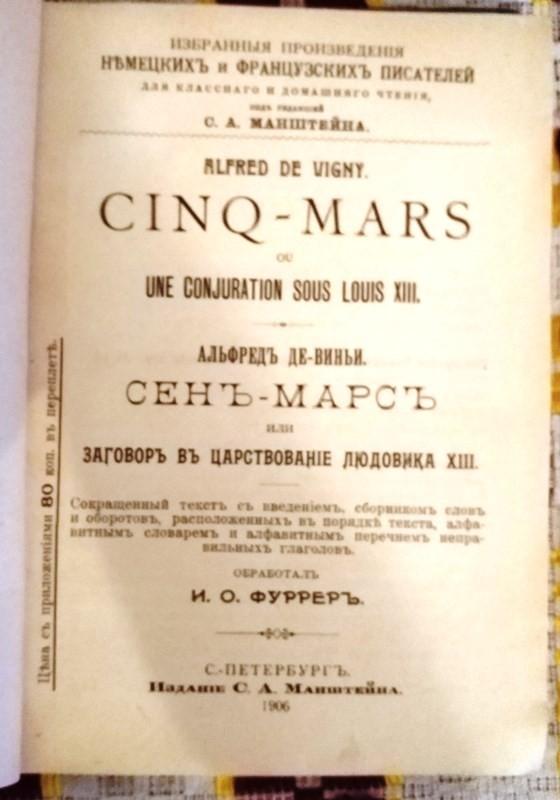 ИЗБРАННЫЯ ПРОИЗВЕДЕНІЯ
НѢМЕЦКИХЪ и ФРАНЦУЗСКИХЪ ПИСАТЕЛЕЙ
ДЛЯ КЛАССНАГО И ДОМАШНЯГО ЧТЕНІЯ,
подъ редакціей
С. А. МАНШТЕЙНА.
ALFRED DE VIGNY.
CINQ-MARS
OU
UNE CONJURATION SOUS LOUIS XIII.
АЛЬФРЕДЪ ДЕ-ВИНЬИ.
СЕНЪ-МАРСЪ
ИЛИ
ЗАГОВОРЪ ВЪ ЦАРСТВОВАНІЕ ЛЮДОВИКА XIII.
Сокращенный текстъ съ введеніемъ, сборникомъ словъ
и оборотовъ, расположенныхъ въ порядкѣ текста, алфа-
витнымъ словаремъ и алфавитнымъ перечнемъ непра-
вильныхъ глаголовъ.
ОБРАБОТАЛЪ
И. О. ФУРРЕРЪ.
С.-ПЕТЕРБУРГЪ.
Изданіе С. А. Манштейна.
1906
Цѣна съ приложеніями 80 коп. въ переплетѣ.